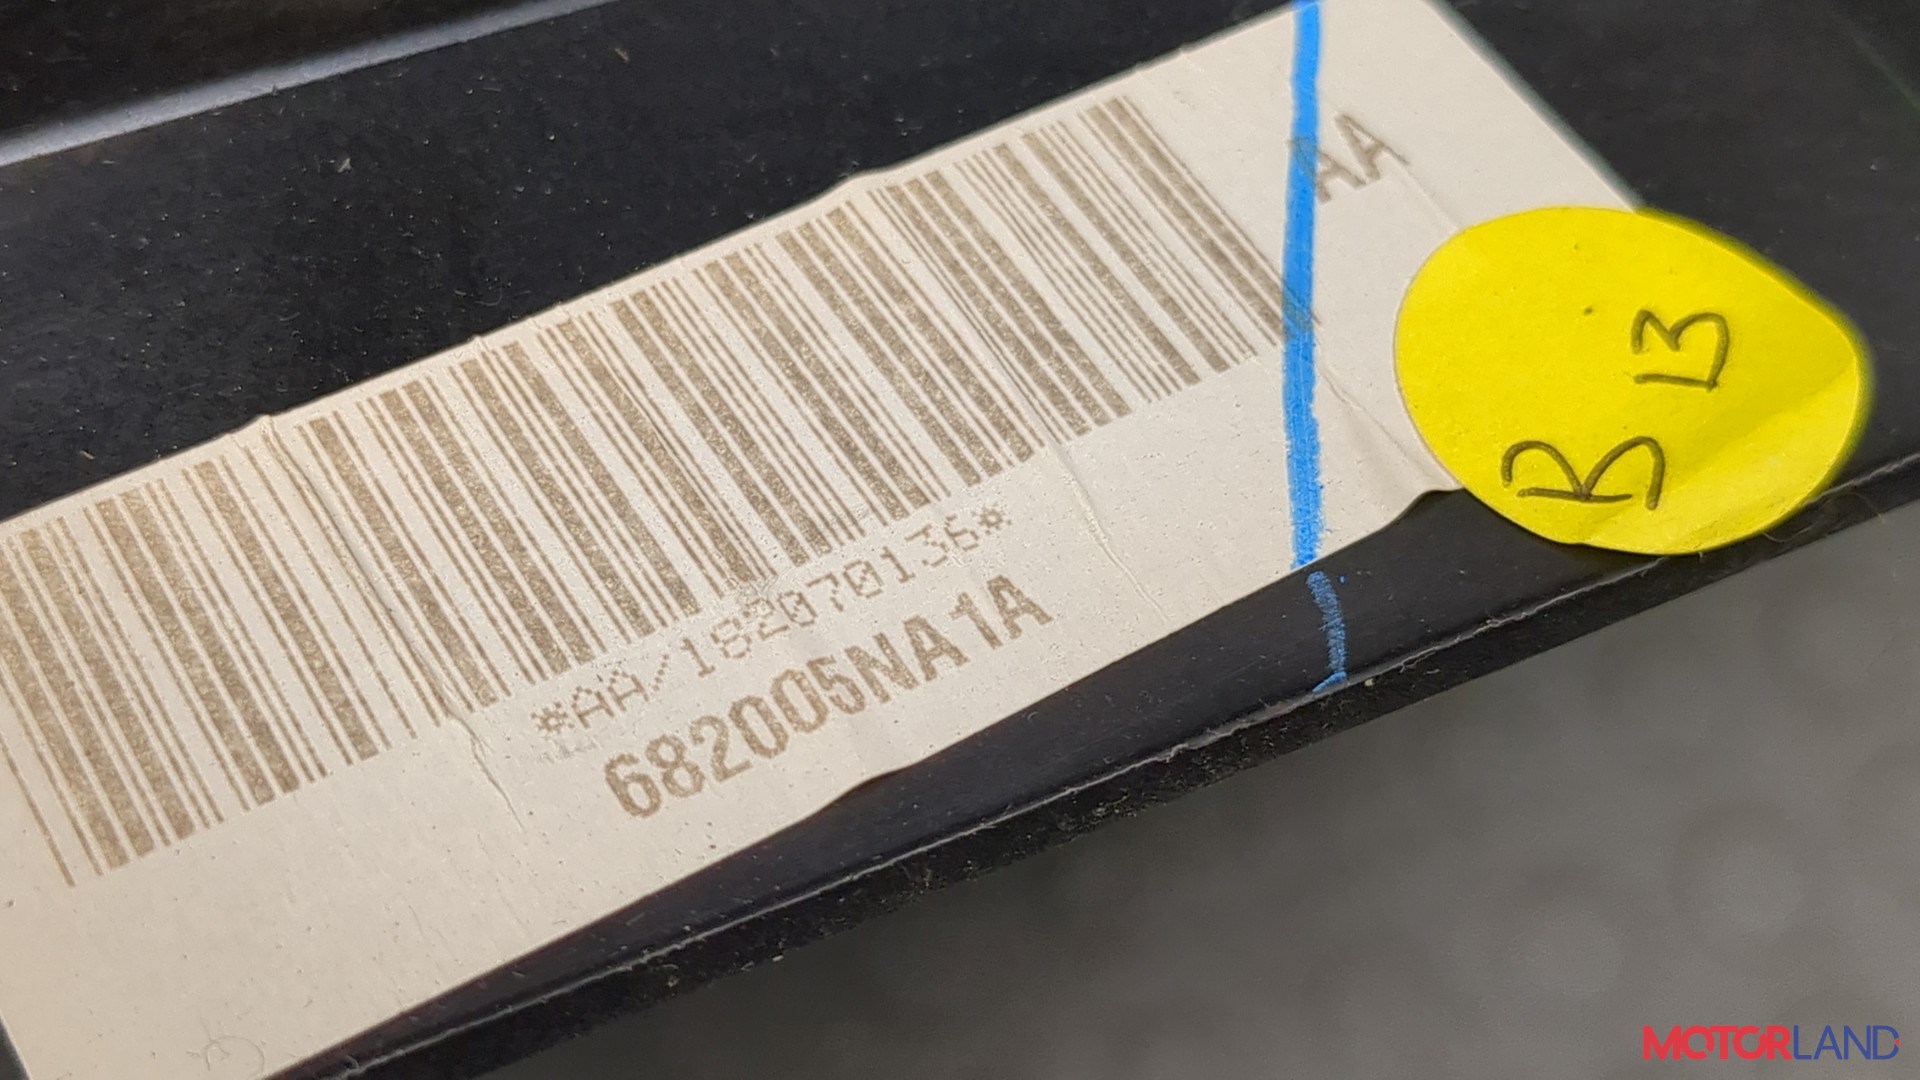 AA
*AA/182070136*
682005NA1A
B 13
MOTORLAND